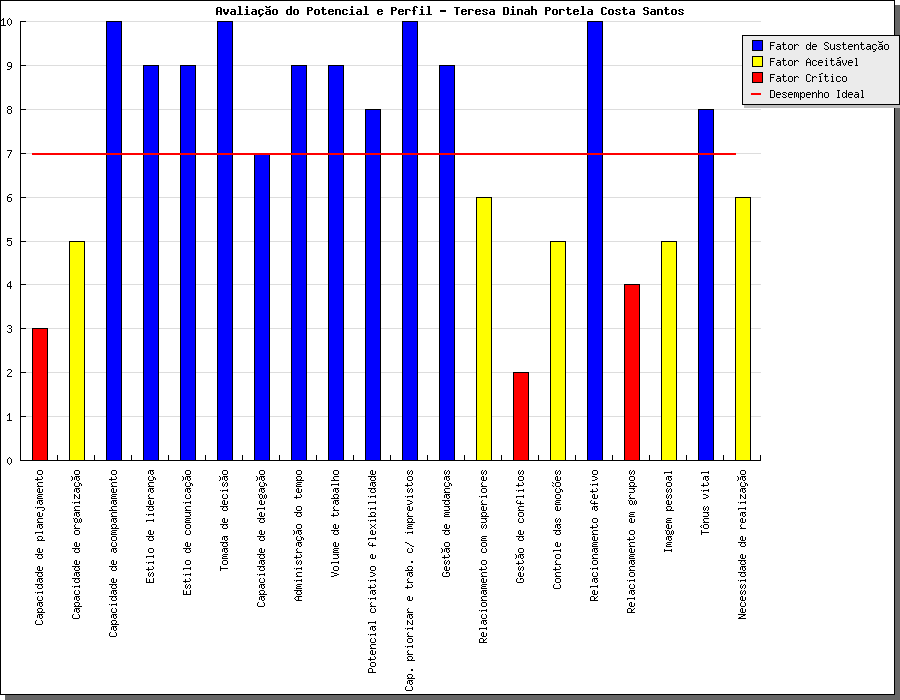 Avaliação do Potencial e Perfil - Teresa Dinah Portela Costa Santos
Fator de Sustentação
Fator Aceitável
Fator Crítico
Desempenho Ideal
10
9
8
7
6
5
4
3
2
1
0
Capacidade de planejamento
Capacidade de organização
Capacidade de acompanhamento
Estilo de liderança
Estilo de comunicação
Tomada de decisão
Capacidade de delegação
Administração do tempo
Volume de trabalho
Potencial criativo e flexibilidade
Cap. priorizar e trab. c/ imprevistos
Gestão de mudanças
Relacionamento com superiores
Gestão de conflitos
Controle das emoções
Relacionamento afetivo
Relacionamento em grupos
Imagem pessoal
Tônus vital
Necessidade de realização